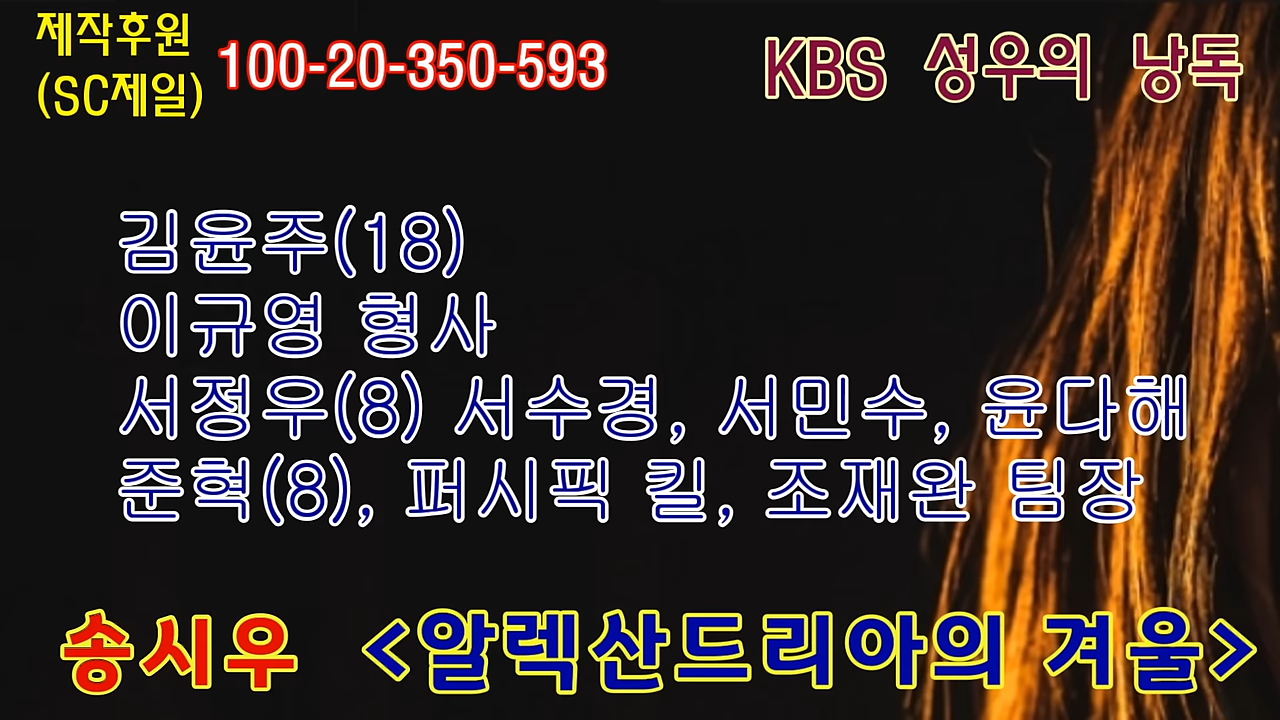 제작후원
(SC제일)
100-20-350-593
KBS 성우의 낭독
김윤주(18)
이규영 형사
서정우(8) 서수경, 서민수, 윤다해
준혁(8), 퍼시픽 킬, 조재완 팀장
송시우 <알렉산드리아의 겨울>